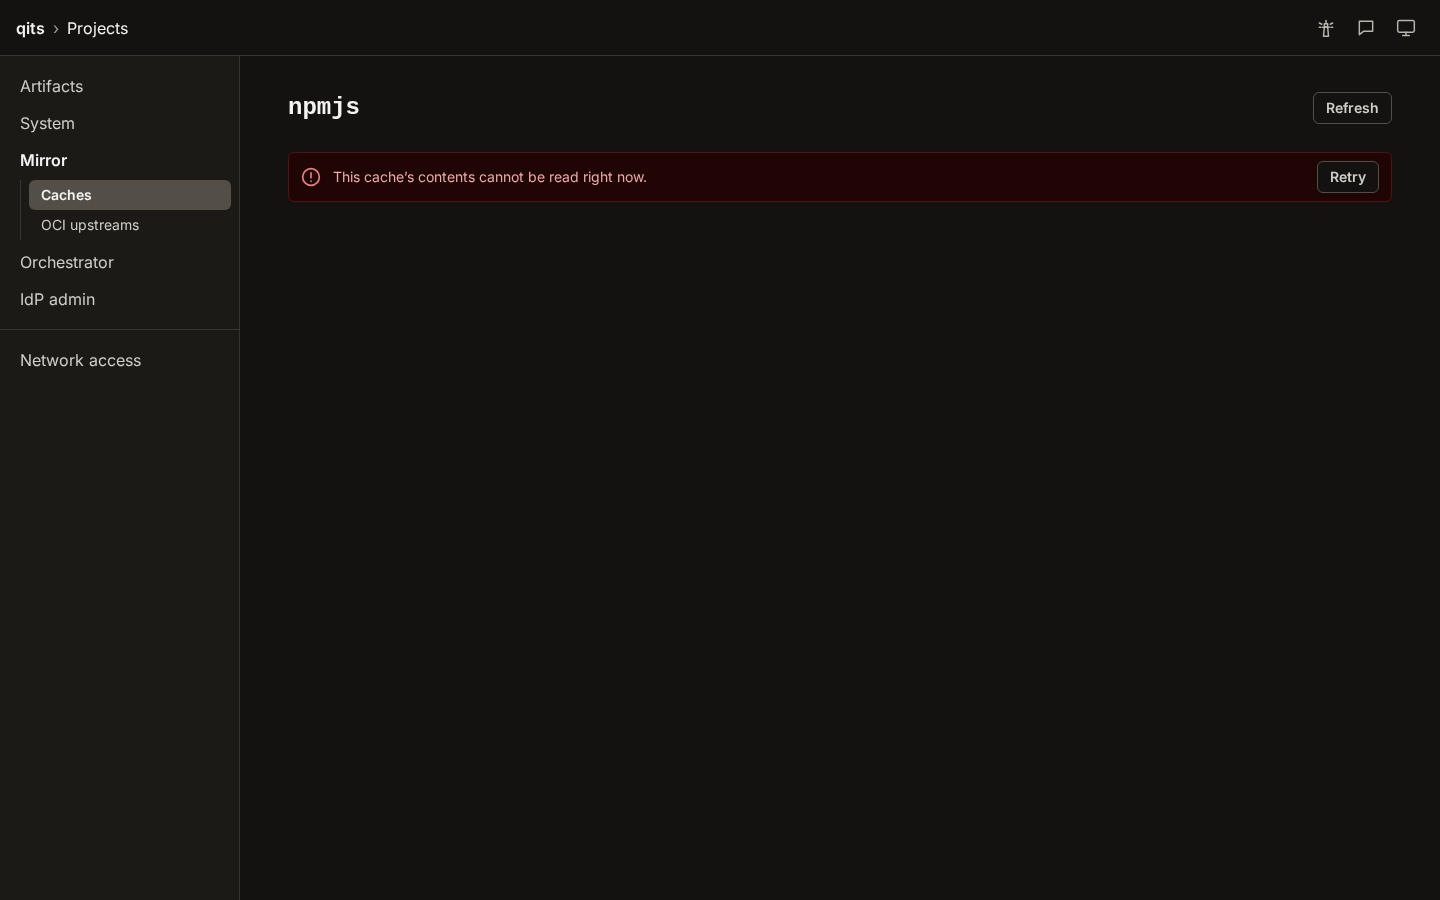 qits › Projects
Artifacts
System
Mirror
Caches
OCI upstreams
Orchestrator
IdP admin
Network access
npmjs
Refresh
This cache’s contents cannot be read right now.
Retry